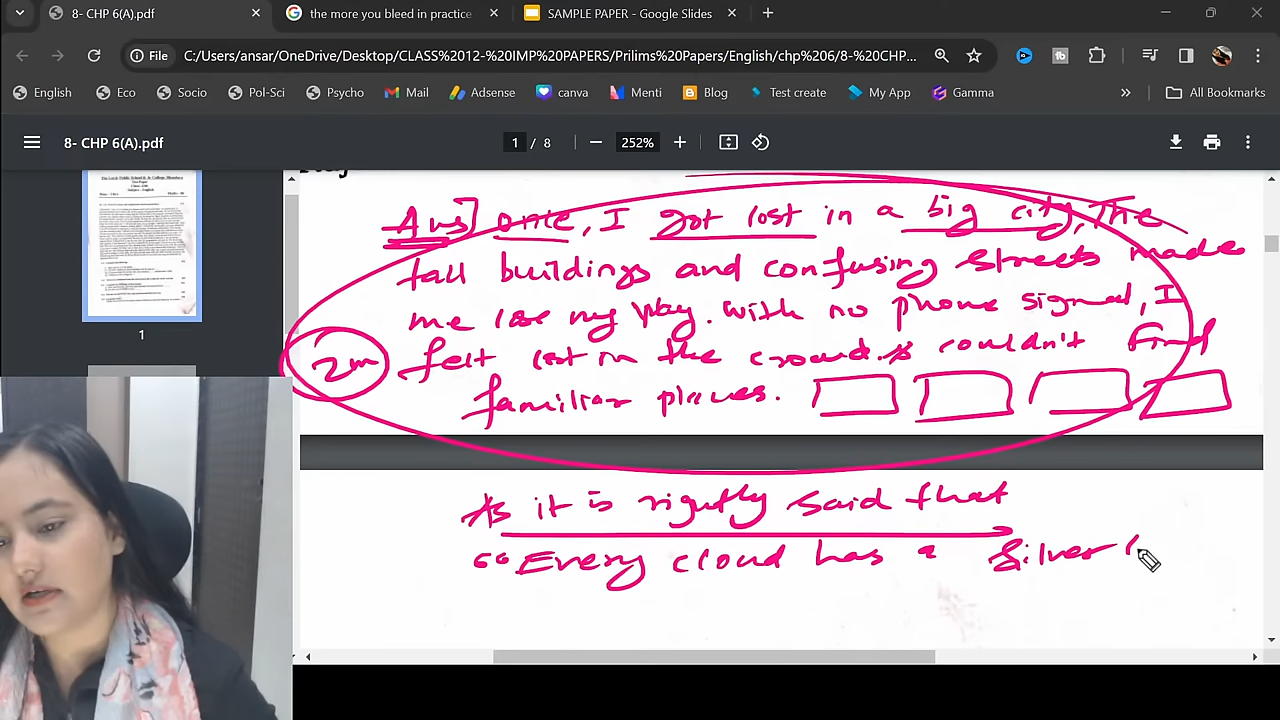 8- CHP 6(A).pdf
the more you bleed in practice
SAMPLE PAPER - Google Slides
File
C:/Users/ansar/OneDrive/Desktop/CLASS%2012-%20IMP%20PAPERS/Prilims%20Papers/English/chp%206/8-%20CHP...
English
Eco
Socio
Pol-Sci
Psycho
Mail
Adsense
canva
Menti
Blog
Test create
My App
Gamma
All Bookmarks
8- CHP 6(A).pdf
1 / 8
252%
1
Ans] once I got lost in a big city, The
tall buildings and confusing streets made
me lose my way. With no phone signal, I
2m
felt lost in the crowd. couldn't find
familiar places.
As it is rightly said that
"Every cloud has a Silver